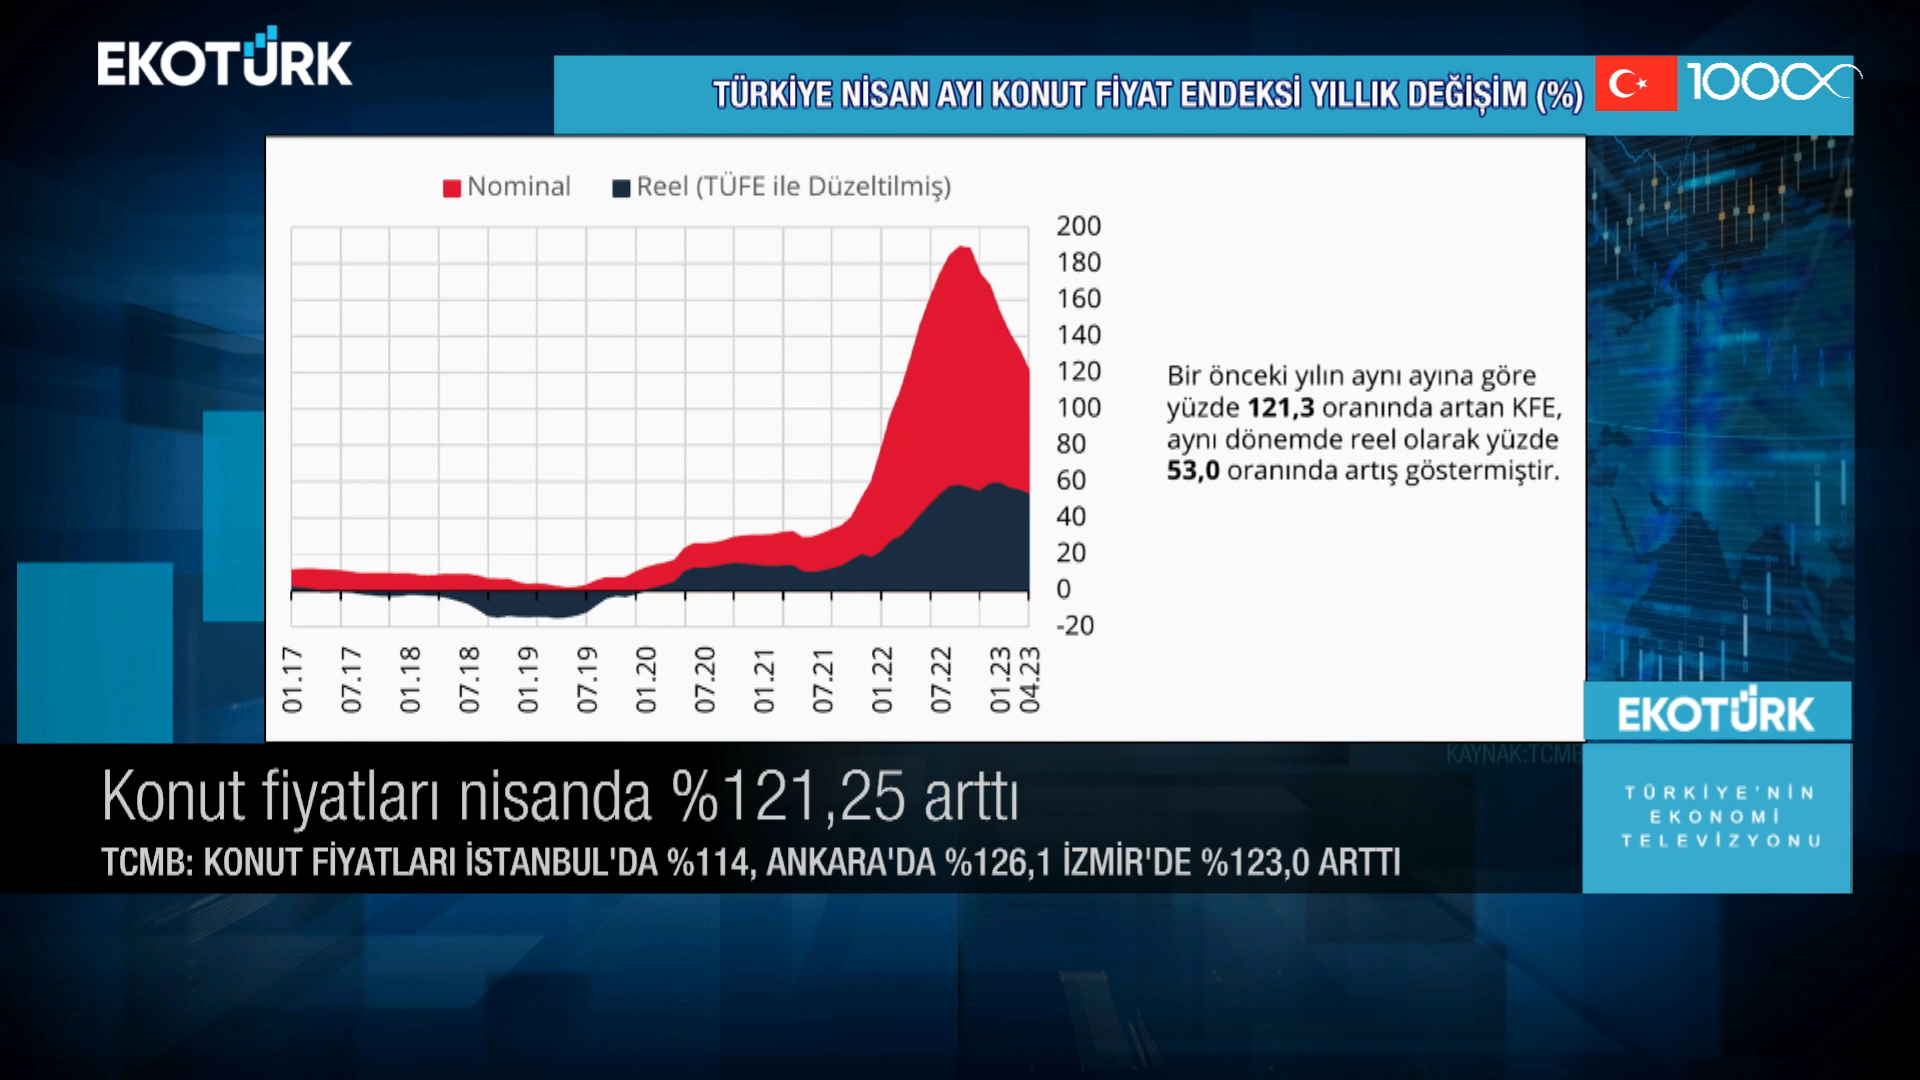 EKOTÜRK
TÜRKİYE NİSAN AYI KONUT FİYAT ENDEKSİ YILLIK DEĞİŞİM (%)
100
Nominal
Reel (TÜFE ile Düzeltilmiş)
200
180
160
140
120
100
80
60
40
20
0
-20
01.17
07.17
01.18
07.18
01.19
07.19
01.20
07.20
01.21
07.21
01.22
07.22
01.23
04.23
Bir önceki yılın aynı ayına göre
yüzde 121,3 oranında artan KFE,
aynı dönemde reel olarak yüzde
53,0 oranında artış göstermiştir.
EKOTÜRK
KAYNAK:TCMB
TÜRKİYE'NİN
EKONOMİ
TELEVİZYONU
Konut fiyatları nisanda %121,25 arttı
TCMB: KONUT FİYATLARI İSTANBUL'DA %114, ANKARA'DA %126,1 İZMİR'DE %123,0 ARTTI